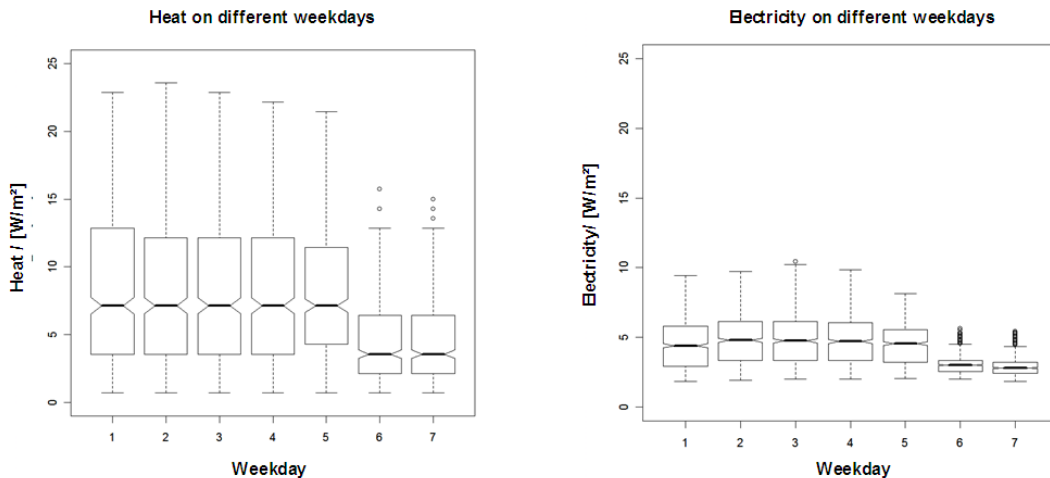 Heat on different weekdays
25
20
15
10
5
0
Heat / [W/m²]
1 2 3 4 5 6 7
Weekday
Electricity on different weekdays
25
20
15
10
5
0
Electricity/ [W/m²]
1 2 3 4 5 6 7
Weekday